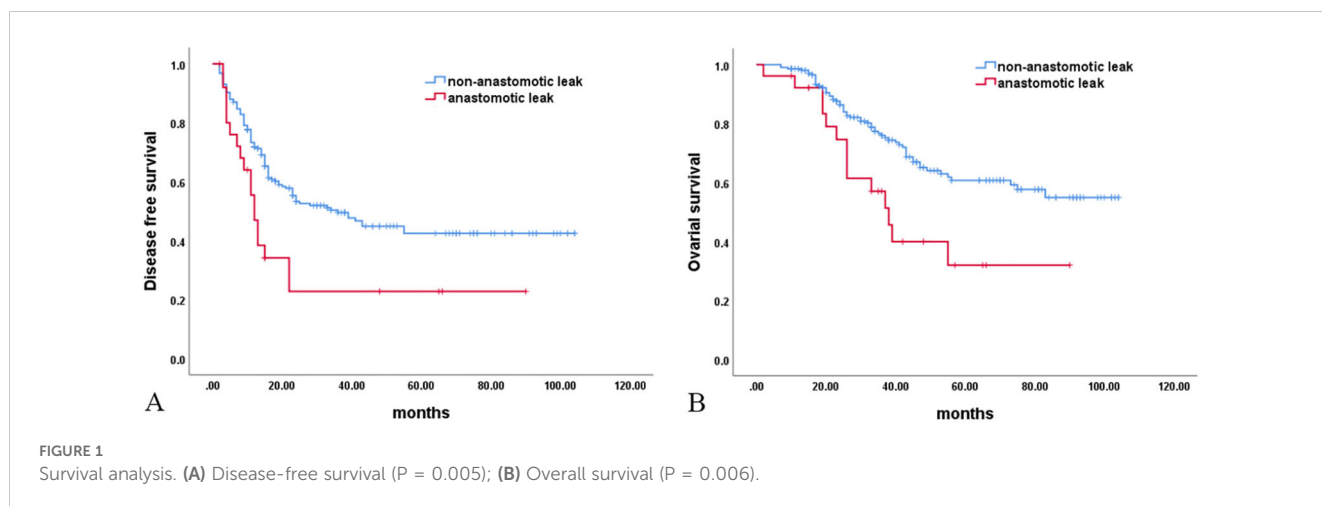 1.0
0.8
0.6
0.4
0.2
0.0
Disease free survival
non-anastomotic leak
anastomotic leak
.00 20.00 40.00 60.00 80.00 100.00 120.00
months
A
1.0
0.8
0.6
0.4
0.2
0.0
Ovarial survival
non-anastomotic leak
anastomotic leak
.00 20.00 40.00 60.00 80.00 100.00 120.00
months
B
FIGURE 1
Survival analysis. (A) Disease-free survival (P = 0.005); (B) Overall survival (P = 0.006).